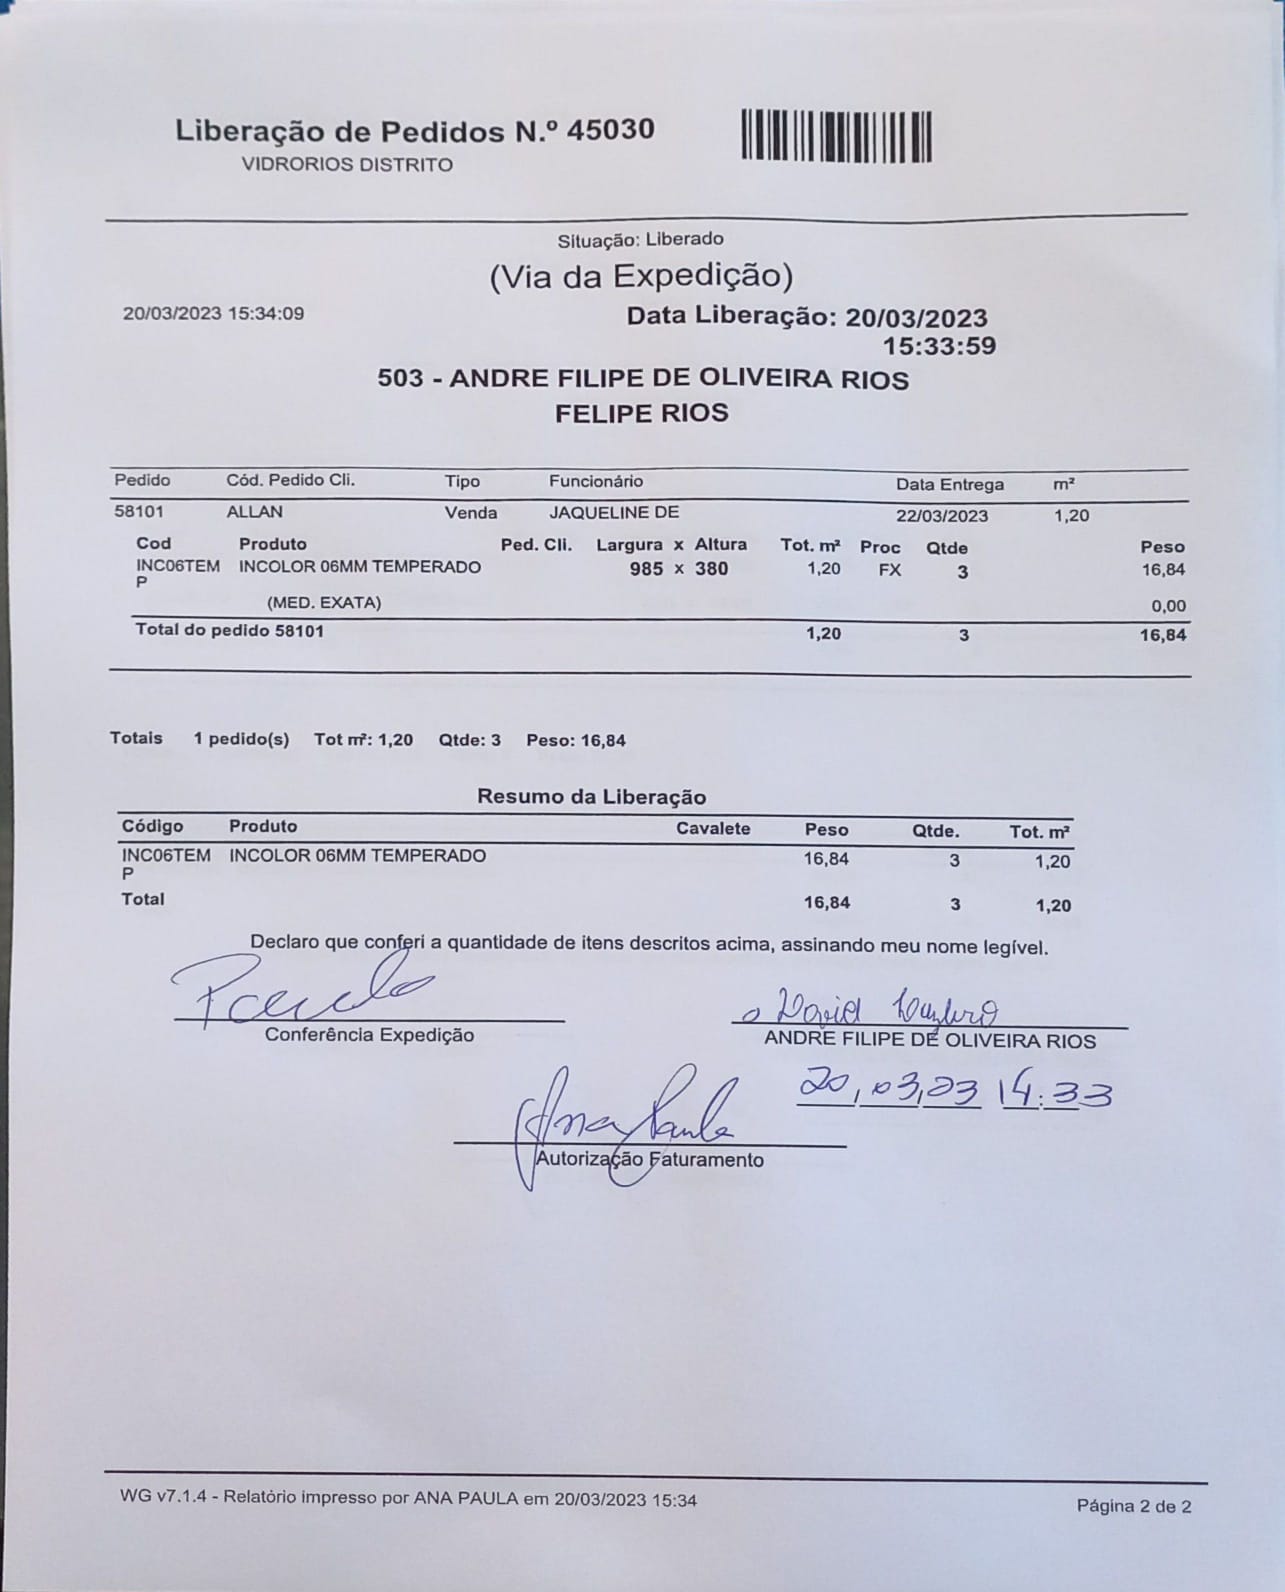 Liberação de Pedidos N.º 45030
VIDRORIOS DISTRITO
Situação: Liberado
(Via da Expedição)
20/03/2023 15:34:09
Data Liberação: 20/03/2023
15:33:59
503 - ANDRE FILIPE DE OLIVEIRA RIOS
FELIPE RIOS
Pedido Cód. Pedido Cli. Tipo Funcionário Data Entrega m²
58101 ALLAN Venda JAQUELINE DE 22/03/2023 1,20
Cod Produto Ped. Cli. Largura x Altura Tot. m² Proc Qtde Peso
INC06TEM INCOLOR 06MM TEMPERADO 985 x 380 1,20 FX 3 16,84
P
(MED. EXATA) 0,00
Total do pedido 58101 1,20 3 16,84
Totais 1 pedido(s) Tot m²: 1,20 Qtde: 3 Peso: 16,84
Resumo da Liberação
Código Produto Cavalete Peso Qtde. Tot. m²
INC06TEM INCOLOR 06MM TEMPERADO 16,84 3 1,20
P
Total 16,84 3 1,20
Declaro que conferi a quantidade de itens descritos acima, assinando meu nome legível.
David
Conferência Expedição ANDRE FILIPE DE OLIVEIRA RIOS
20,03,23 14:33
Ana Paula
Autorização Faturamento
WG v7.1.4 - Relatório impresso por ANA PAULA em 20/03/2023 15:34
Página 2 de 2